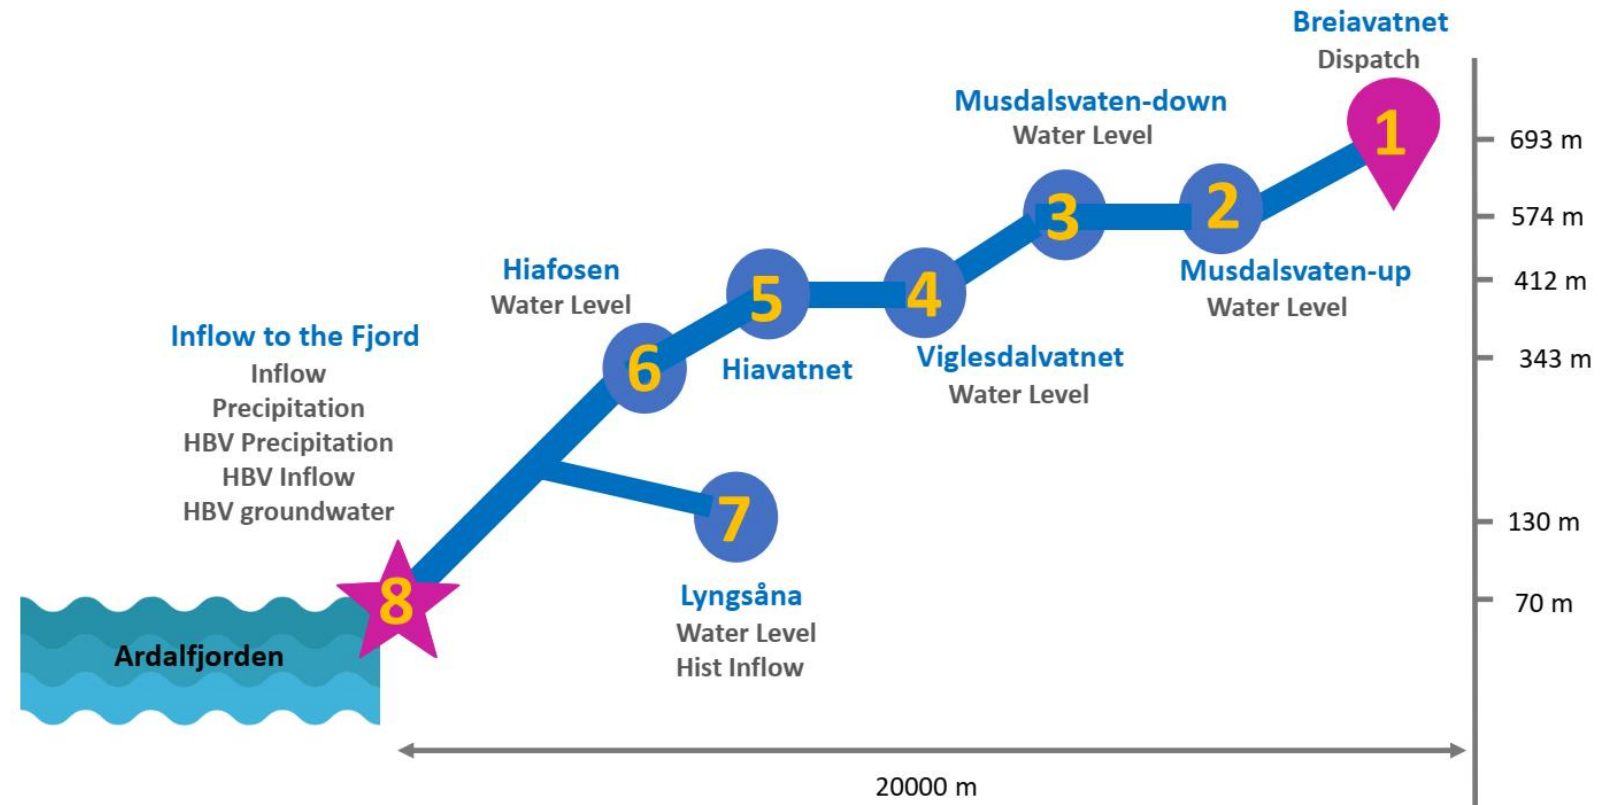 Breiavatnet
Dispatch
1
693 m
Musdalsvaten-down
Water Level
3
2
574 m
Musdalsvaten-up
Water Level
412 m
Hiafosen
Water Level
5
4
Hiavatnet
Viglesdalvatnet
Water Level
343 m
6
Inflow to the Fjord
Inflow
Precipitation
HBV Precipitation
HBV Inflow
HBV groundwater
7
130 m
Lyngsåna
Water Level
Hist Inflow
8
70 m
Ardalfjorden
20000 m